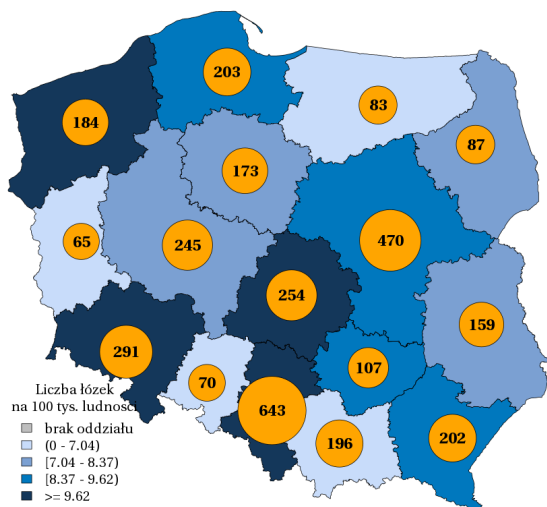 203
184
83
87
173
65
245
470
254
159
291
107
70
643
196
202
Liczba łózek
na 100 tys. ludności
brak oddziału
(0 - 7.04)
[7.04 - 8.37)
[8.37 - 9.62)
>= 9.62